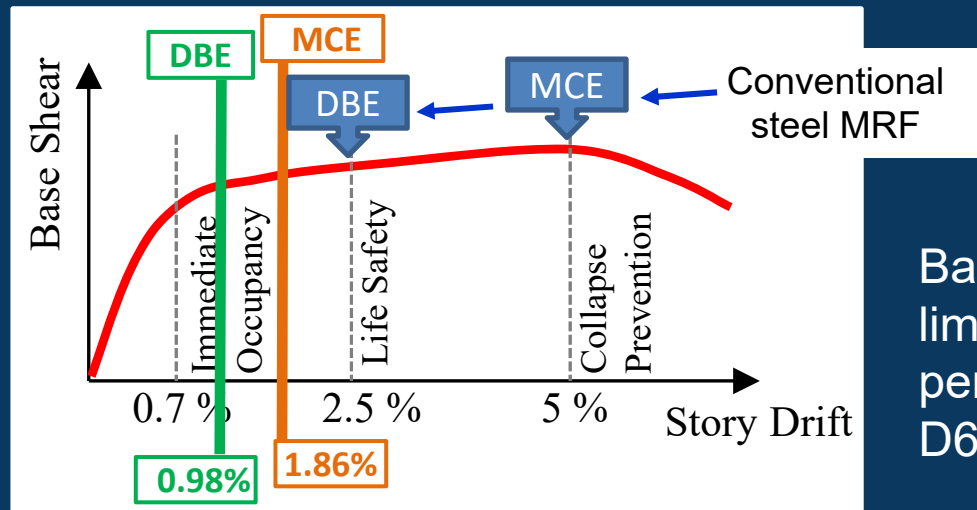 DBE
MCE
DBE
MCE
Conventional
steel MRF
Base Shear
Immediate
Occupancy
Life Safety
Collapse
Prevention
0.7 %
2.5 %
5 %
Story Drift
0.98%
1.86%
Ba
lim
per
D6